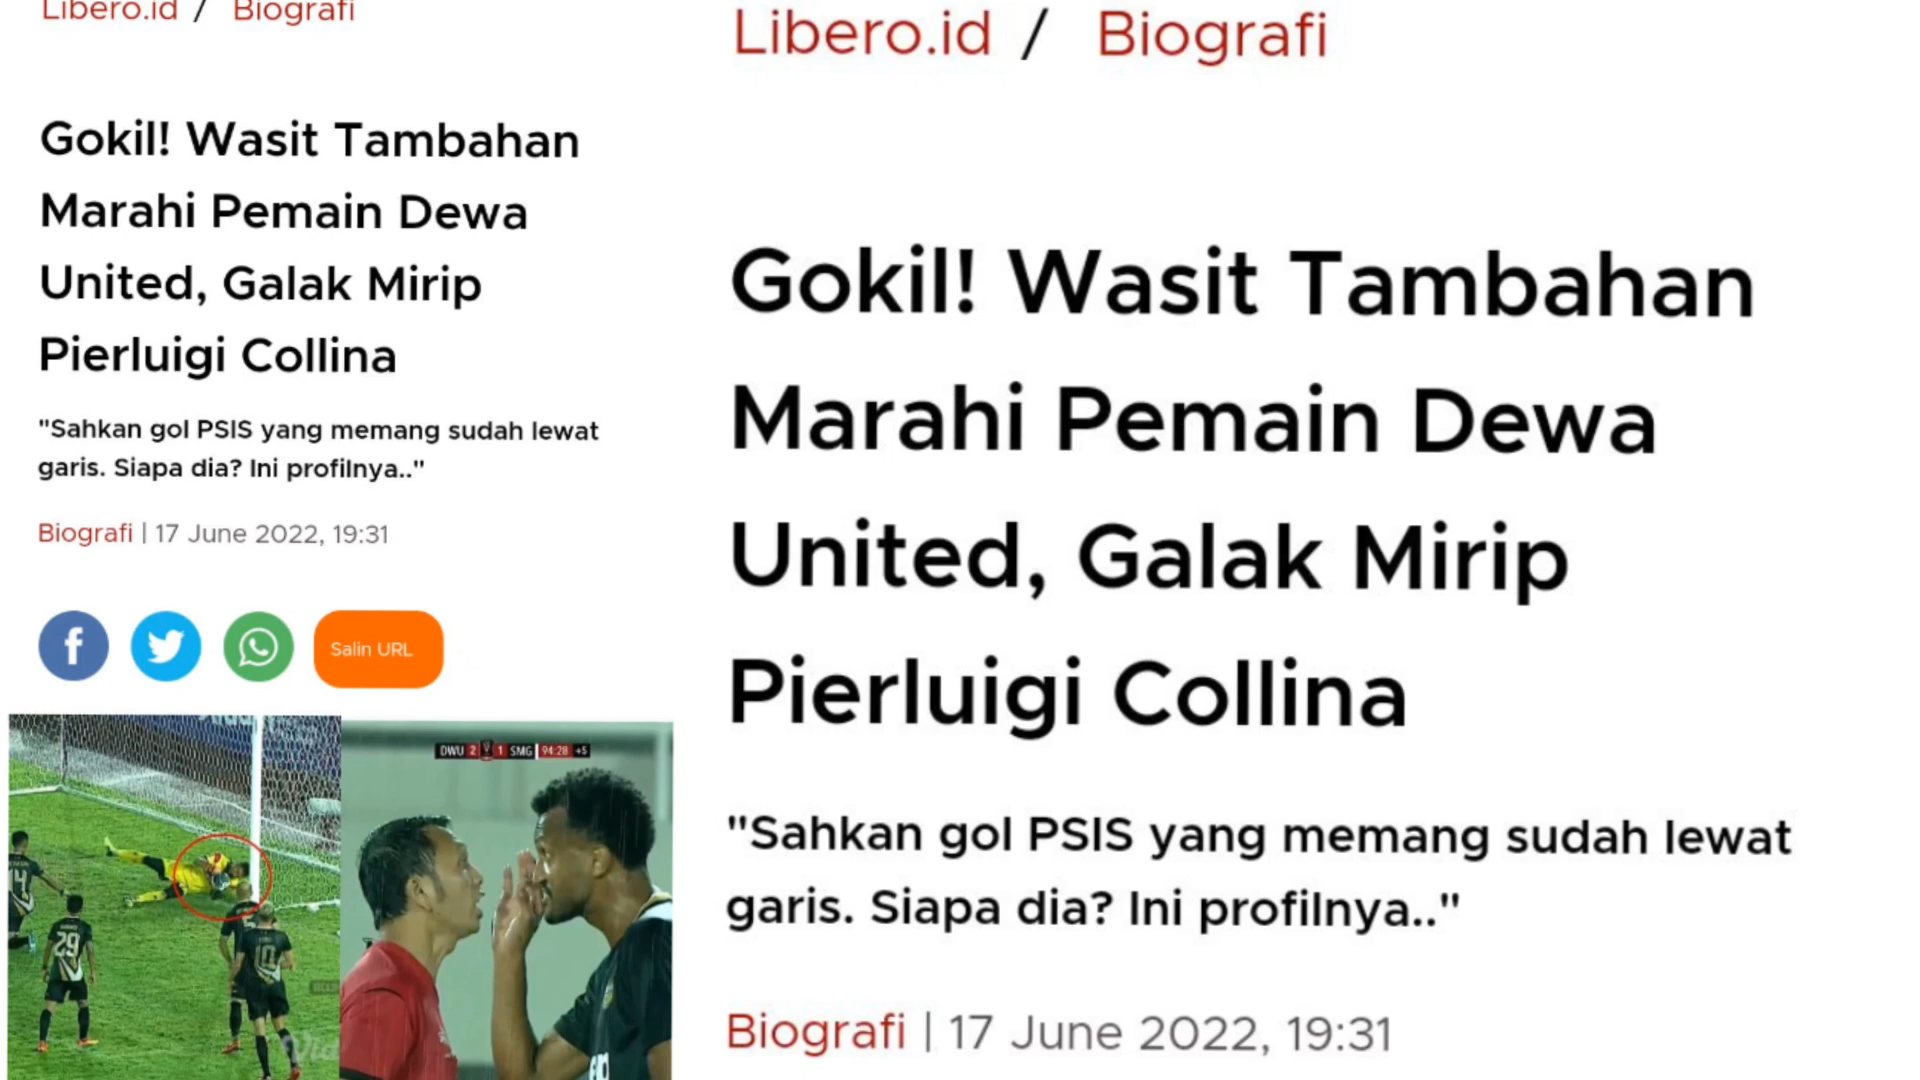 Libero.id / Biografi
Gokil! Wasit Tambahan
Marahi Pemain Dewa
United, Galak Mirip
Pierluigi Collina
"Sahkan gol PSIS yang memang sudah lewat
garis. Siapa dia? Ini profilnya.."
Biografi | 17 June 2022, 19:31
Salin URL
DWU 2 1 SMG 94:28 +5
14
29
10
Libero.id / Biografi
Gokil! Wasit Tambahan
Marahi Pemain Dewa
United, Galak Mirip
Pierluigi Collina
"Sahkan gol PSIS yang memang sudah lewat
garis. Siapa dia? Ini profilnya.."
Biografi | 17 June 2022, 19:31